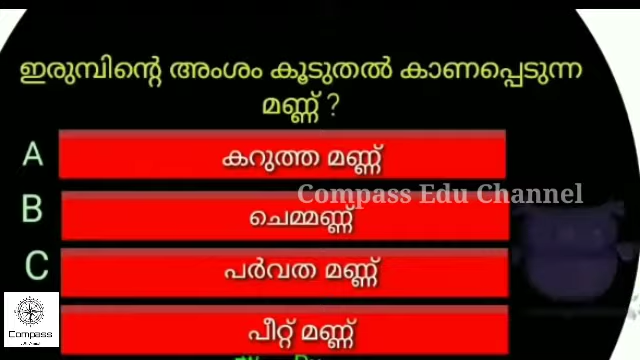 ഇരുമ്പിന്റെ അംശം കൂടുതൽ കാണപ്പെടുന്ന
മണ്ണ് ?
A കറുത്ത മണ്ണ്
Compass Edu Channel
B ചെമ്മണ്ണ്
C പർവത മണ്ണ്
പീറ്റ് മണ്ണ്
Compass